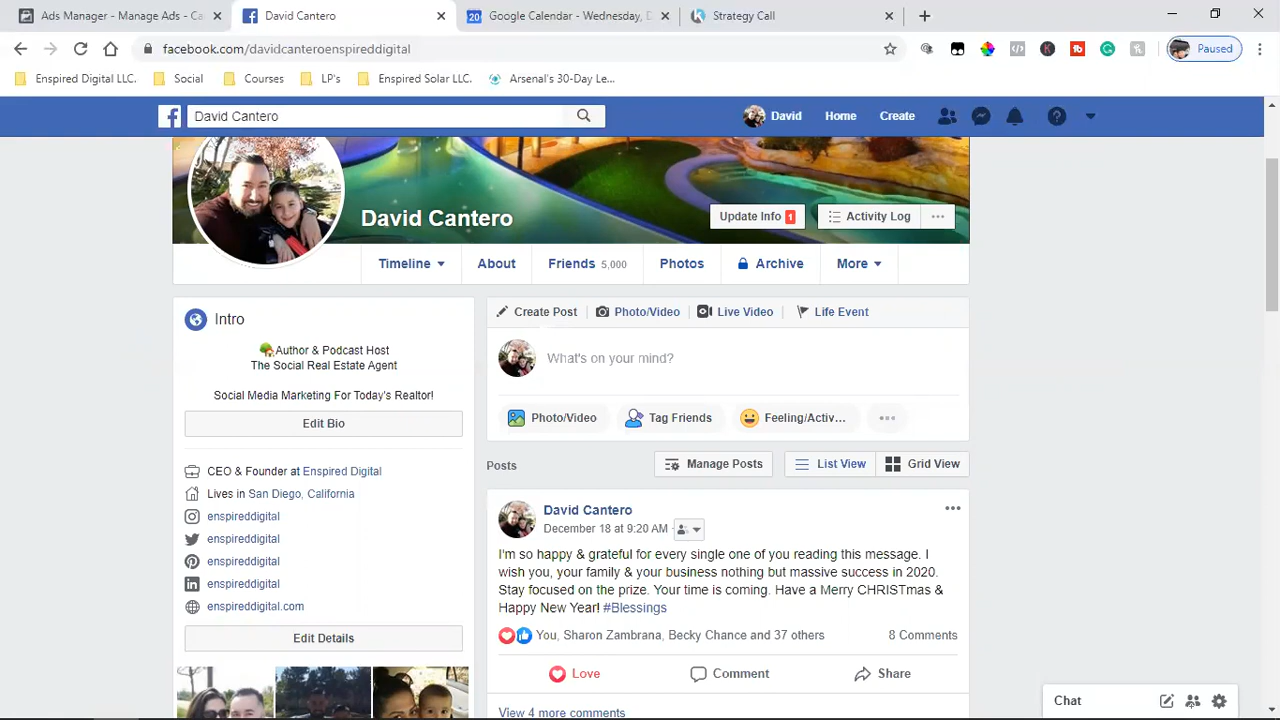 Ads Manager - Manage Ads - Ca
David Cantero
Google Calendar - Wednesday, D
Strategy Call
facebook.com/davidcanteroenspireddigital
Paused
Enspired Digital LLC.
Social
Courses
LP's
Enspired Solar LLC.
Arsenal's 30-Day Le...
David Cantero
David
Home
Create
David Cantero
Update Info 1
Activity Log
Timeline
About
Friends 5,000
Photos
Archive
More
Intro
Author & Podcast Host
The Social Real Estate Agent
Social Media Marketing For Today's Realtor!
Edit Bio
CEO & Founder at Enspired Digital
Lives in San Diego, California
enspireddigital
enspireddigital
enspireddigital
enspireddigital
enspireddigital.com
Edit Details
Create Post
Photo/Video
Live Video
Life Event
What's on your mind?
Photo/Video
Tag Friends
Feeling/Activ...
Posts
Manage Posts
List View
Grid View
David Cantero
December 18 at 9:20 AM
I'm so happy & grateful for every single one of you reading this message. I
wish you, your family & your business nothing but massive success in 2020.
Stay focused on the prize. Your time is coming. Have a Merry CHRISTmas &
Happy New Year! #Blessings
You, Sharon Zambrana, Becky Chance and 37 others
8 Comments
Love
Comment
Share
View 4 more comments
Chat